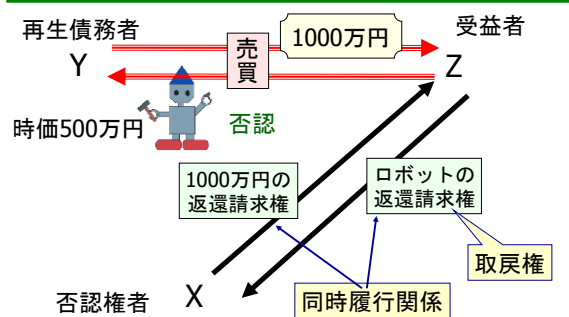 再生債務者
Y
売
買
1000万円
受益者
Z
時価500万円
否認
1000万円の
返還請求権
ロボットの
返還請求権
取戻権
否認権者
X
同時履行関係